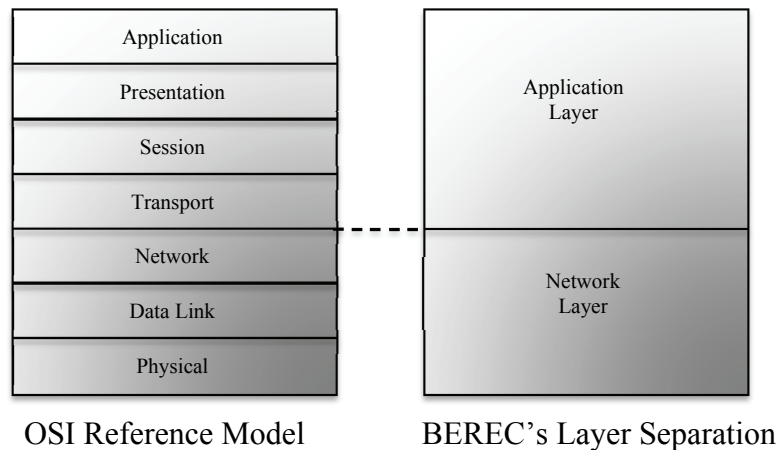 Application
Presentation
Session
Transport
Network
Data Link
Physical
OSI Reference Model
Application
Layer
Network
Layer
BEREC's Layer Separation